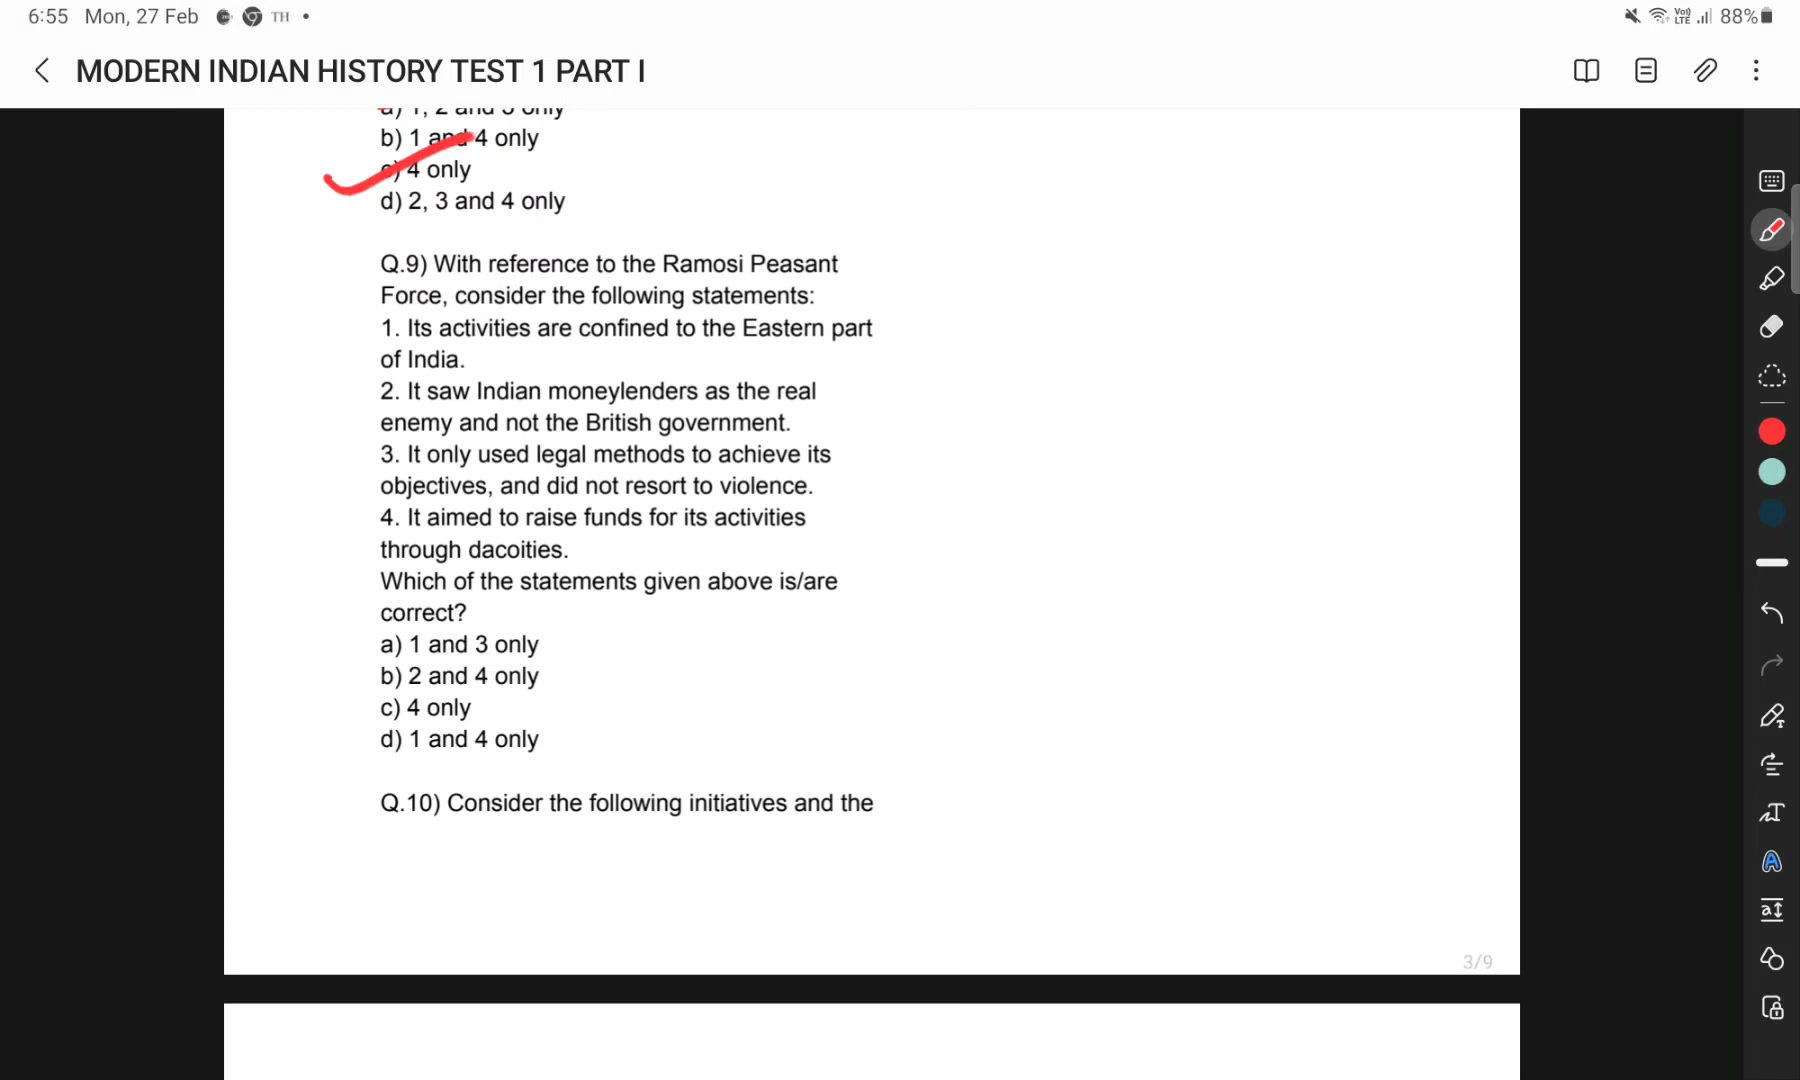 6:55 Mon, 27 Feb TH 88%
MODERN INDIAN HISTORY TEST 1 PART I
a) 1, 2 and 3 only
b) 1 and 4 only
c) 4 only
d) 2, 3 and 4 only
Q.9) With reference to the Ramosi Peasant
Force, consider the following statements:
1. Its activities are confined to the Eastern part
of India.
2. It saw Indian moneylenders as the real
enemy and not the British government.
3. It only used legal methods to achieve its
objectives, and did not resort to violence.
4. It aimed to raise funds for its activities
through dacoities.
Which of the statements given above is/are
correct?
a) 1 and 3 only
b) 2 and 4 only
c) 4 only
d) 1 and 4 only
Q.10) Consider the following initiatives and the
3/9